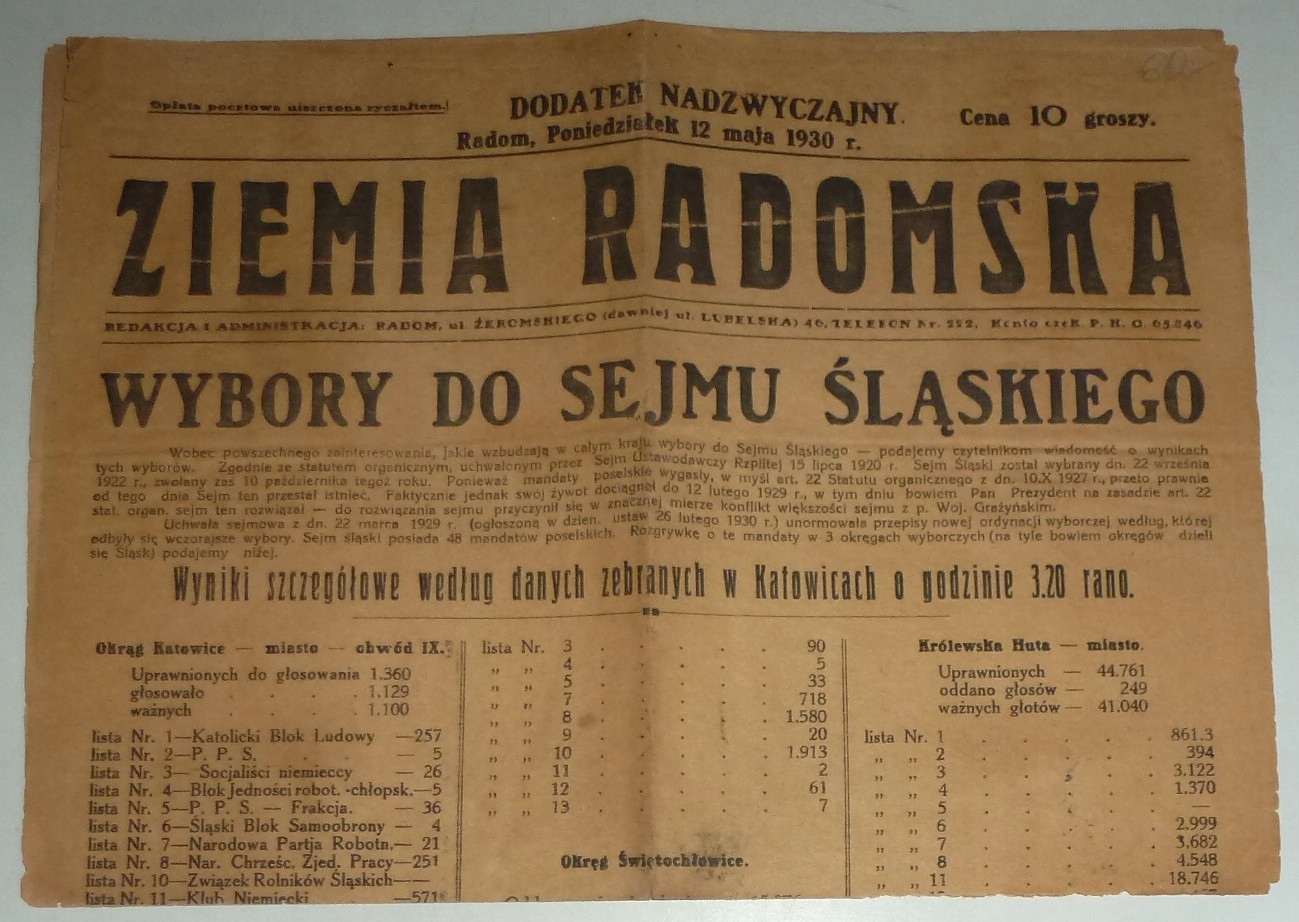 Opłata pocztowa uiszczona ryczałtem.
DODATEK NADZWYCZAJNY.
Cena 10 groszy.
Radom, Poniedziałek 12 maja 1930 r.
ZIEMIA RADOMSKA
REDAKCJA I ADMINISTRACJA: RADOM, ul. ŻEROMSKIEGO (dawniej ul. LUBELSKA) 46, TELEFON Nr. 222, Konto czek. P. K. O. 65.846
WYBORY DO SEJMU ŚLĄSKIEGO
Wobec powszechnego zainteresowania, jakie wzbudzają w całym kraju wybory do Sejmu Śląskiego — podajemy czytelnikom wiadomość o wynikach
tych wyborów. Zgodnie ze statutem organicznym, uchwalonym przez Sejm Ustawodawczy Rzplitej 15 lipca 1920 r. Sejm Śląski został wybrany dn. 22 września
1922 r., zwołany zaś 10 października tegoż roku. Ponieważ mandaty poselskie wygasły, w myśl art. 22 Statutu organicznego z dn. 10.X 1927 r., przeto prawnie
od tego dnia Sejm ten przestał istnieć. Faktycznie jednak swój żywot dociągnął do 12 lutego 1929 r., w tym dniu bowiem Pan Prezydent na zasadzie art. 22
stat. organ. sejm ten rozwiązał — do rozwiązania sejmu przyczynił się w znacznej mierze konflikt większości sejmu z p. Woj. Grażyńskim.
Uchwała sejmowa z dn. 22 marca 1929 r. (ogłoszoną w dzien. ustaw 26 lutego 1930 r.) unormowała przepisy nowej ordynacji wyborczej według, której
odbyły się wczorajsze wybory. Sejm śląski posiada 48 mandatów poselskich. Rozgrywkę o te mandaty w 3 okręgach wyborczych (na tyle bowiem okręgów dzieli
się Śląsk) podajemy niżej.
Wyniki szczegółowe według danych zebranych w Katowicach o godzinie 3.20 rano.
Okrąg Katowice — miasto — obwód IX.
Uprawnionych do głosowania 1.360
głosowało . . . . 1.129
ważnych . . . . 1.100
lista Nr. 1—Katolicki Blok Ludowy —257
lista Nr. 2—P. P. S. . . — 5
lista Nr. 3— Socjaliści niemieccy — 26
lista Nr. 4—Blok Jedności robot. -chłopsk.—5
lista Nr. 5—P. P. S. — Frakcja. — 36
lista Nr. 6—Śląski Blok Samoobrony — 4
lista Nr. 7—Narodowa Partja Robotn.— 21
lista Nr. 8—Nar. Chrześc. Zjed. Pracy—251
lista Nr. 10—Związek Rolników Śląskich——
lista Nr. 11—Klub Niemiecki —571
lista Nr. 3 . . . . . 90
„ „ 4 . . . . . 5
„ „ 5 . . . . . 33
„ „ 7 . . . . . 718
„ „ 8 . . . . . 1.580
„ „ 9 . . . . . 20
„ „ 10 . . . . . 1.913
„ „ 11 . . . . . 2
„ „ 12 . . . . . 61
„ „ 13 . . . . . 7
Okręg Świętochłowice.
Królewska Huta — miasto.
Uprawnionych — 44.761
oddano głosów — 249
ważnych głotów — 41.040
lista Nr. 1 . . . . . 861.3
„ „ 2 . . . . . 394
„ „ 3 . . . . . 3.122
„ „ 4 . . . . . 1.370
„ „ 5 . . . . . —
„ „ 6 . . . . . 2.999
„ „ 7 . . . . . 3.682
„ „ 8 . . . . . 4.548
„ „ 11 . . . . . 18.746